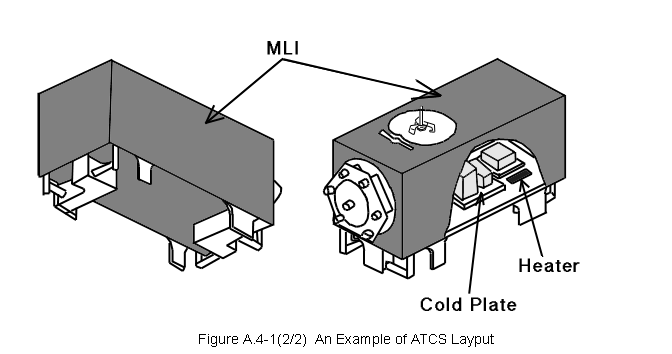 MLI
Heater
Cold Plate
Figure A.4-1(2/2)  An Example of ATCS Layput